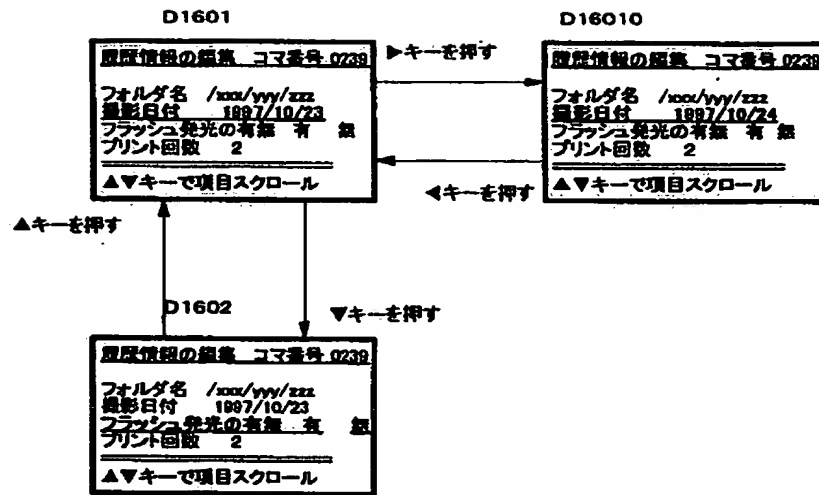 D1601
履歴情報の編集 コマ番号 0239
フォルダ名 /xxx/yyy/zzz
撮影日付 1997/10/23
フラッシュ発光の有無 有 無
プリント回数 2
▲▼キーで項目スクロール
▶キーを押す
◀キーを押す
D16010
履歴情報の編集 コマ番号 0239
フォルダ名 /xxx/yyy/zzz
撮影日付 1997/10/24
フラッシュ発光の有無 有 無
プリント回数 2
▲▼キーで項目スクロール
▲キーを押す
▼キーを押す
D1602
履歴情報の編集 コマ番号 0239
フォルダ名 /xxx/yyy/zzz
撮影日付 1997/10/23
フラッシュ発光の有無 有 無
プリント回数 2
▲▼キーで項目スクロール